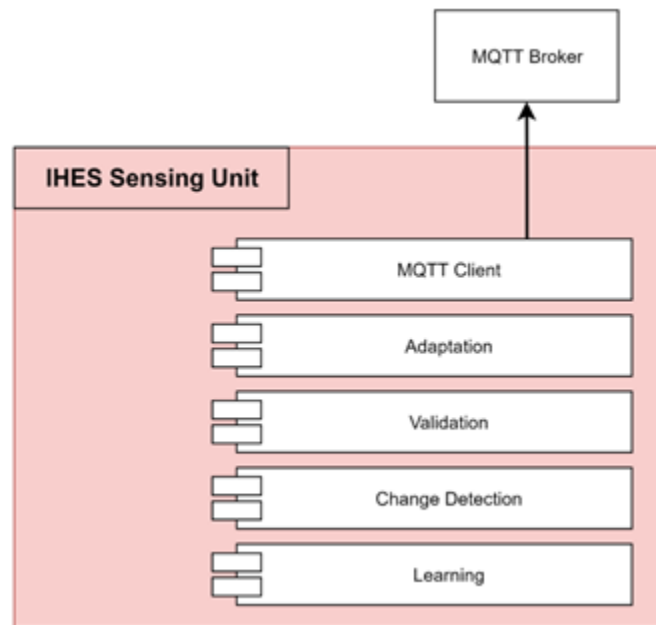 MQTT Broker
IHES Sensing Unit
MQTT Client
Adaptation
Validation
Change Detection
Learning